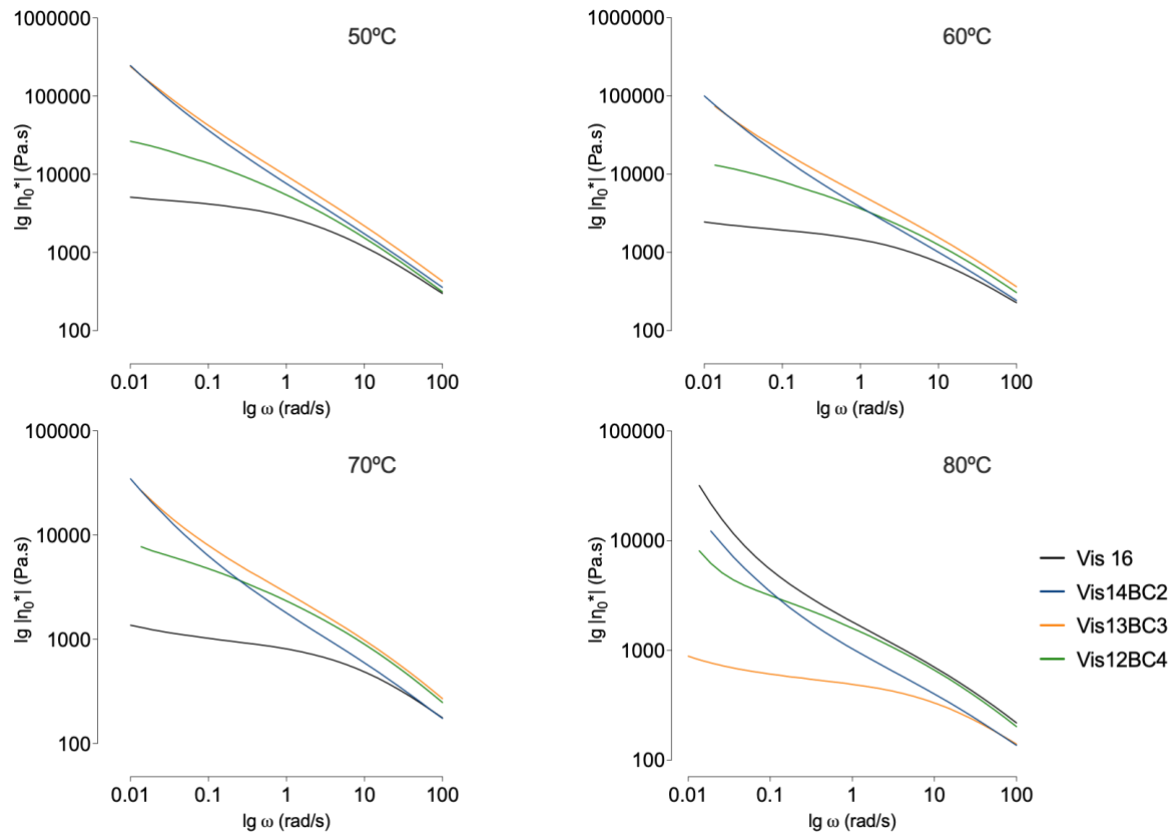 50ºC
lg |η₀*| (Pa.s)
1000000
100000
10000
1000
100
0.01 0.1 1 10 100
lg ω (rad/s)
60ºC
lg |η₀*| (Pa.s)
1000000
100000
10000
1000
100
0.01 0.1 1 10 100
lg ω (rad/s)
70ºC
lg |η₀*| (Pa.s)
100000
10000
1000
100
0.01 0.1 1 10 100
lg ω (rad/s)
80ºC
lg |η₀*| (Pa.s)
100000
10000
1000
100
0.01 0.1 1 10 100
lg ω (rad/s)
Vis 16
Vis14BC2
Vis13BC3
Vis12BC4